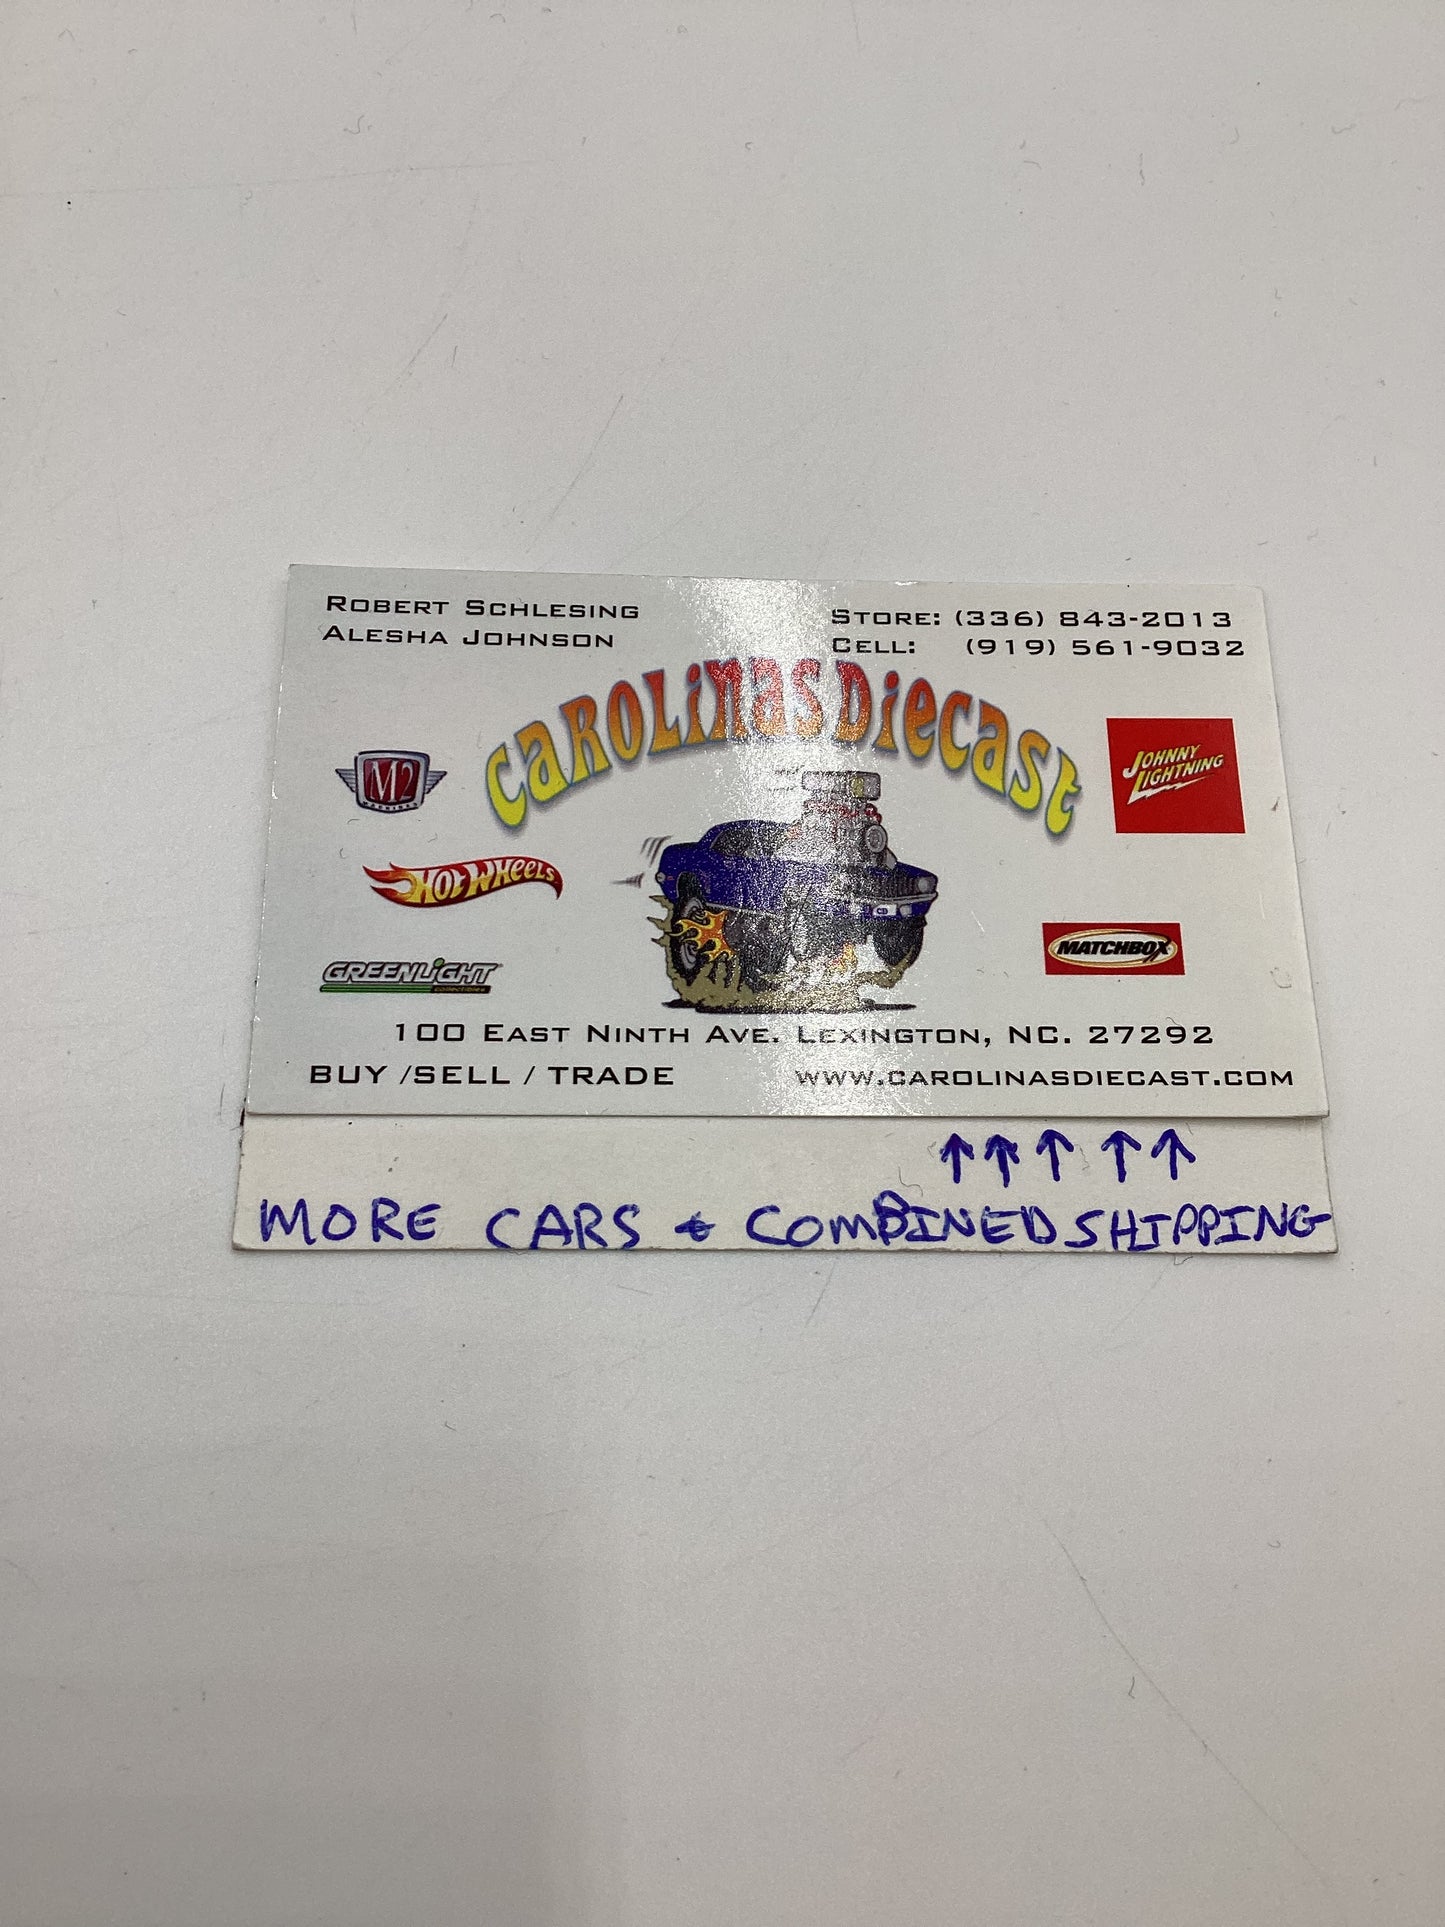 ROBERT SCHLESING
ALESHA JOHNSON
STORE: (336) 843-2013
CELL: (919) 561-9032
CAROLINAS DIECAST
M2
MACHINES
JOHNNY
LIGHTNING
HOT WHEELS
MATCHBOX
GREENLIGHT
collectibles
100 EAST NINTH AVE. LEXINGTON, NC. 27292
BUY /SELL / TRADE
WWW.CAROLINASDIECAST.COM
↑ ↑ ↑ ↑ ↑
MORE CARS & COMBINED SHIPPING